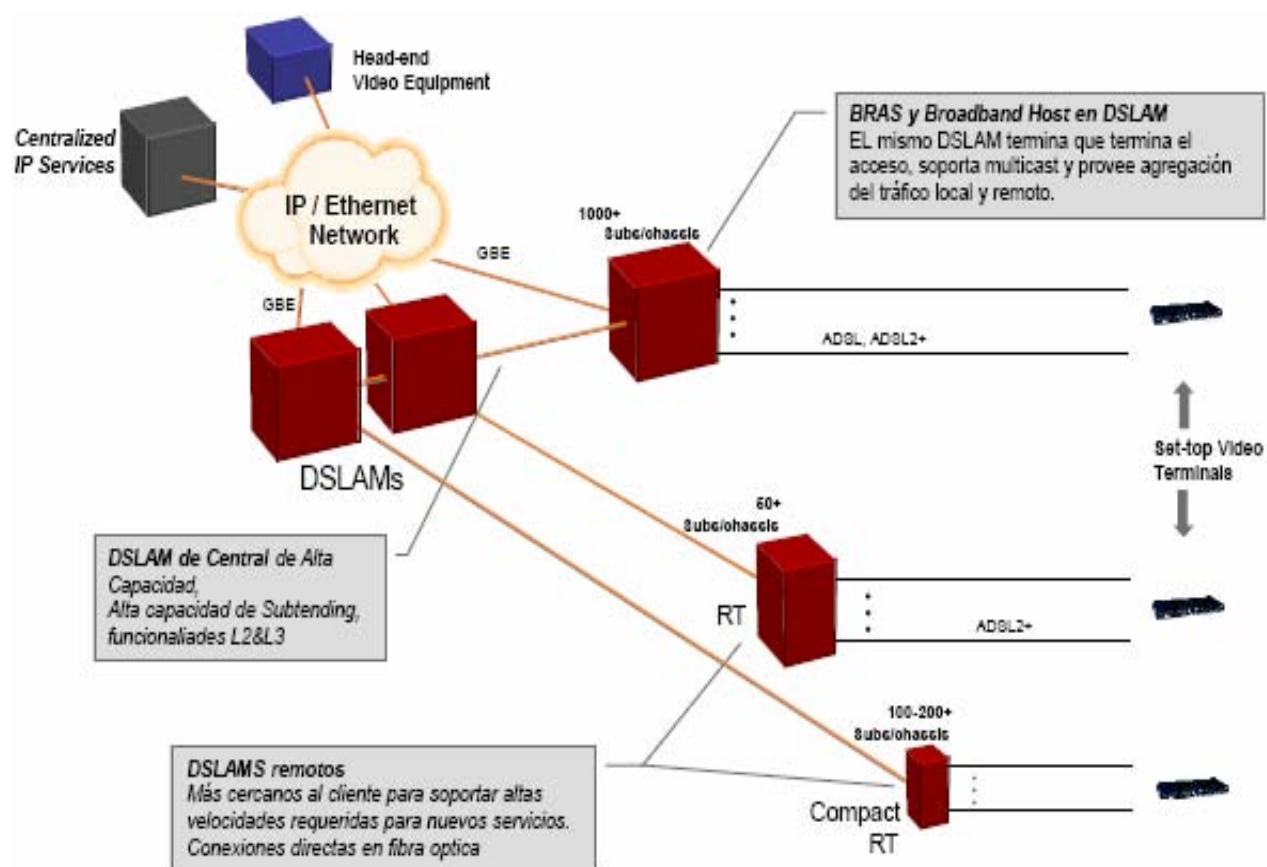 Head-end
Video Equipment
Centralized
IP Services
IP / Ethernet
Network
BRAS y Broadband Host en DSLAM
EL mismo DSLAM termina que termina el
acceso, soporta multicast y provee agregación
del tráfico local y remoto.
1000+
Subs/chassis
GBE
GBE
ADSL, ADSL2+
DSLAMs
Set-top Video
Terminals
DSLAM de Central de Alta
Capacidad,
Alta capacidad de Subtending,
funcionaliades L2&L3
50+
Subs/chassis
RT
ADSL2+
100-200+
Subs/chassis
DSLAMS remotos
Más cercanos al cliente para soportar altas
velocidades requeridas para nuevos servicios.
Conexiones directas en fibra optica
Compact
RT